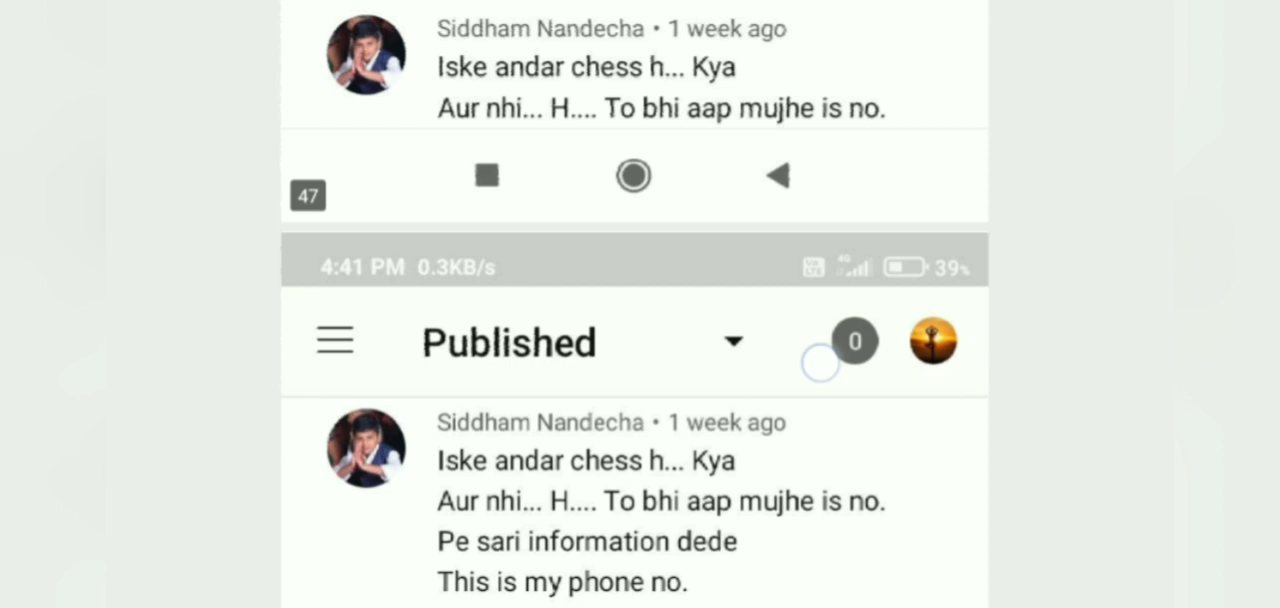 Siddham Nandecha • 1 week ago
Iske andar chess h... Kya
Aur nhi... H.... To bhi aap mujhe is no.
47
4:41 PM 0.3KB/s 4G 39%
Published 0
Siddham Nandecha • 1 week ago
Iske andar chess h... Kya
Aur nhi... H.... To bhi aap mujhe is no.
Pe sari information dede
This is my phone no.